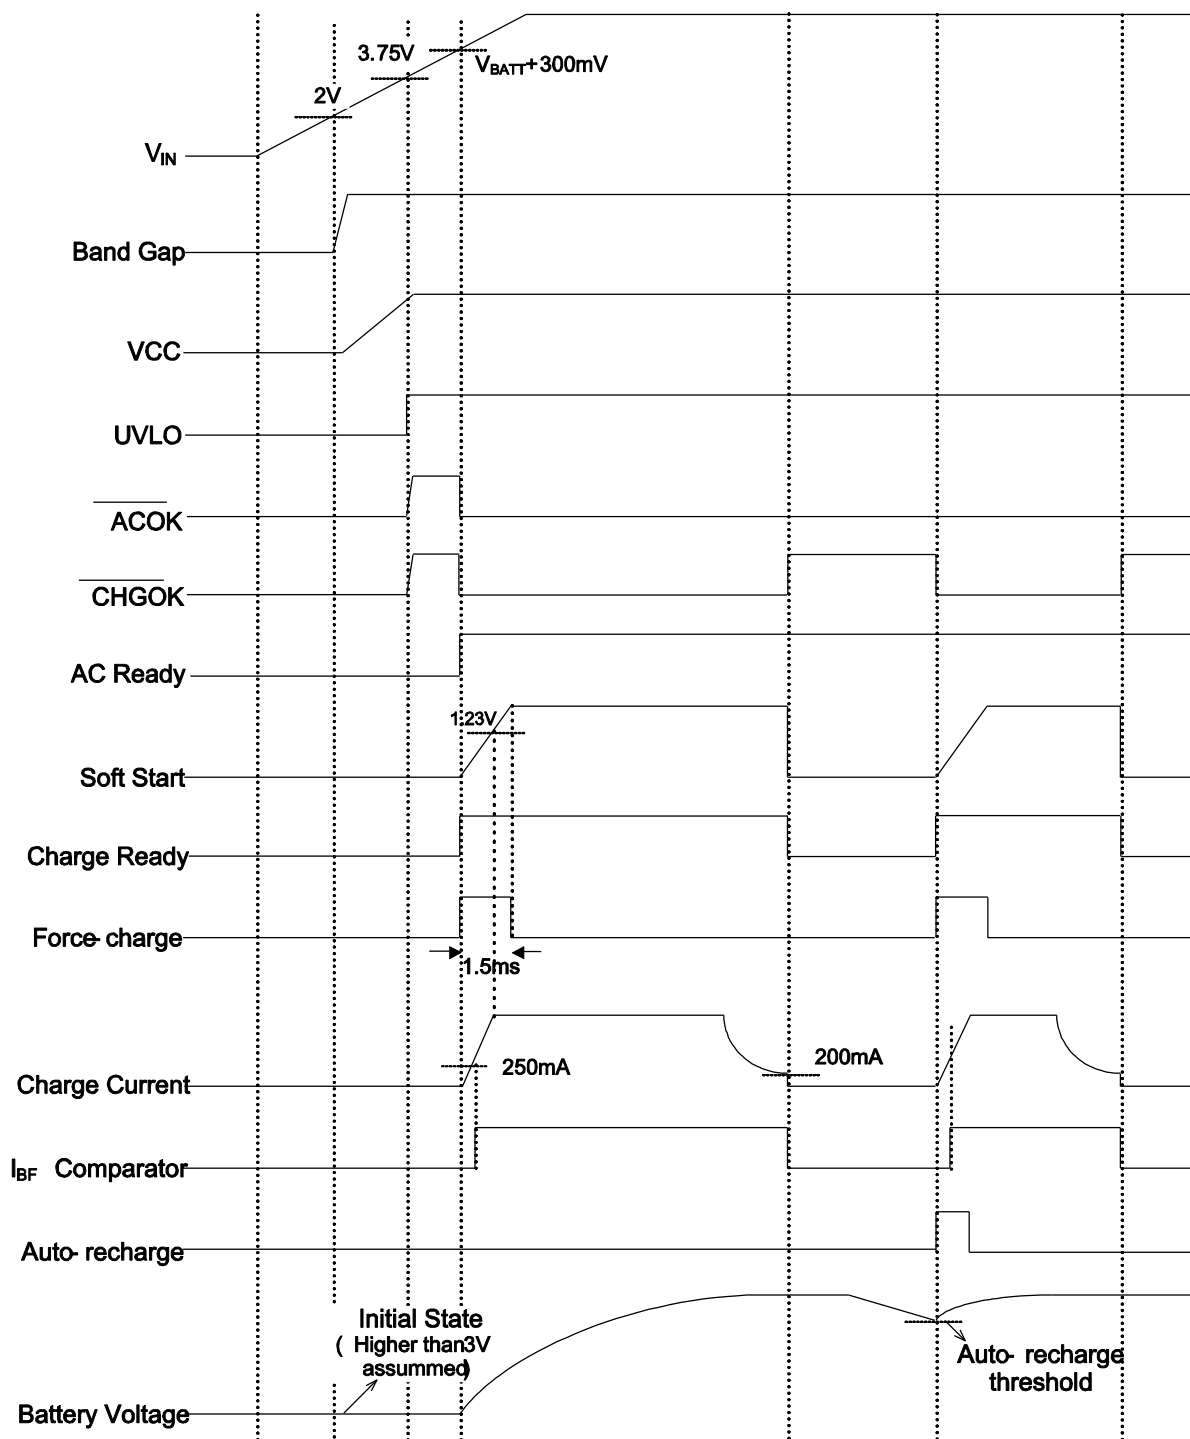 3.75V
VBATT+300mV
2V
VIN
Band Gap
VCC
UVLO
ACOK
CHGOK
AC Ready
1.23V
Soft Start
Charge Ready
Force-charge
1.5ms
250mA
200mA
Charge Current
IBF Comparator
Auto- recharge
Initial State
( Higher than3V
assummed)
Auto- recharge
threshold
Battery Voltage